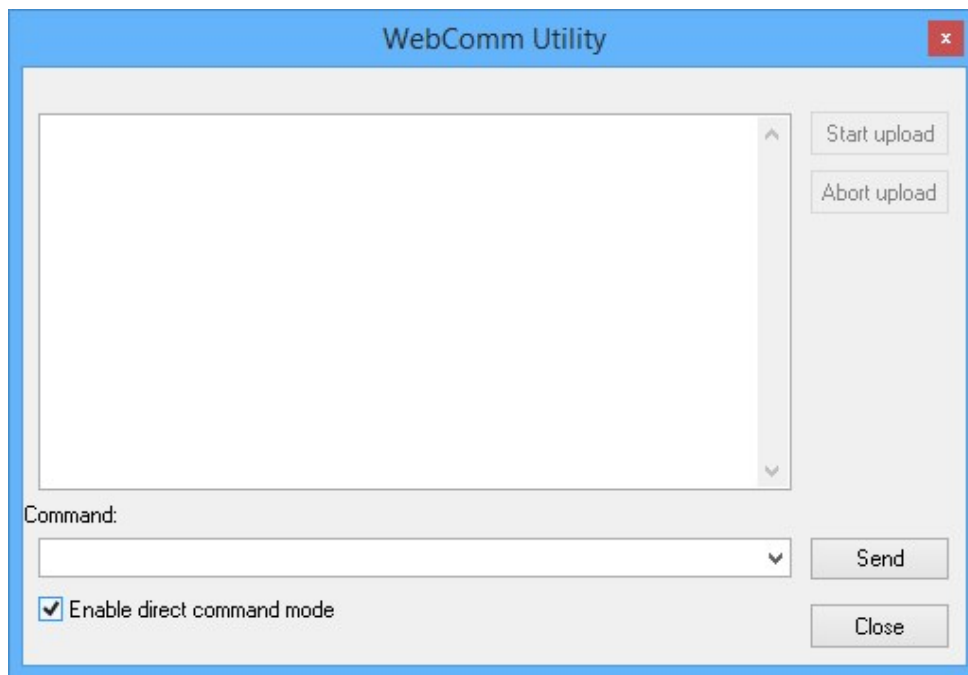 WebComm Utility
x
Start upload
Abort upload
Command:
Send
Enable direct command mode
Close